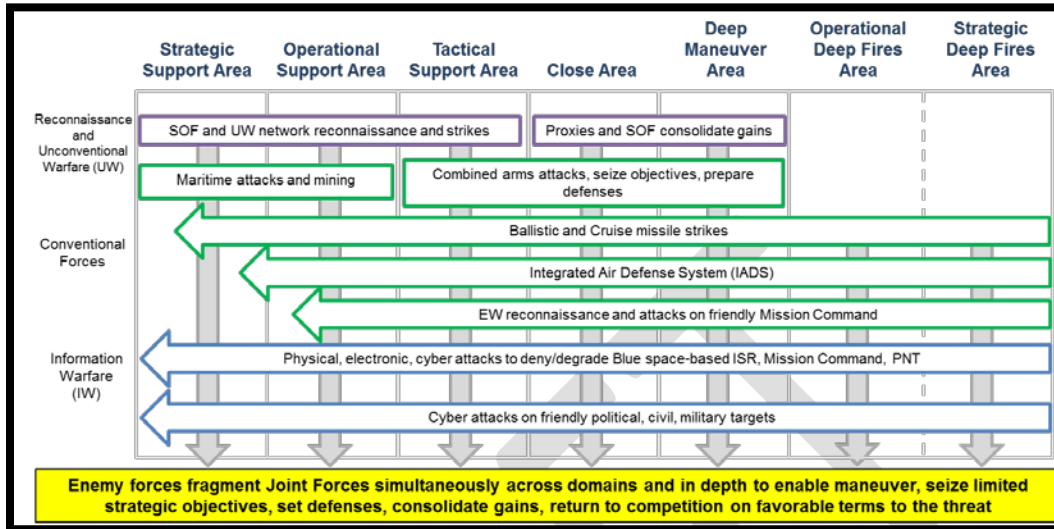 Strategic
Support Area
Operational
Support Area
Tactical
Support Area
Close Area
Deep
Maneuver
Area
Operational
Deep Fires
Area
Strategic
Deep Fires
Area
Reconnaissance
and
Unconventional
Warfare (UW)
SOF and UW network reconnaissance and strikes
Proxies and SOF consolidate gains
Maritime attacks and mining
Combined arms attacks, seize objectives, prepare
defenses
Conventional
Forces
Ballistic and Cruise missile strikes
Integrated Air Defense System (IADS)
EW reconnaissance and attacks on friendly Mission Command
Information
Warfare
(IW)
Physical, electronic, cyber attacks to deny/degrade Blue space-based ISR, Mission Command, PNT
Cyber attacks on friendly political, civil, military targets
Enemy forces fragment Joint Forces simultaneously across domains and in depth to enable maneuver, seize limited
strategic objectives, set defenses, consolidate gains, return to competition on favorable terms to the threat